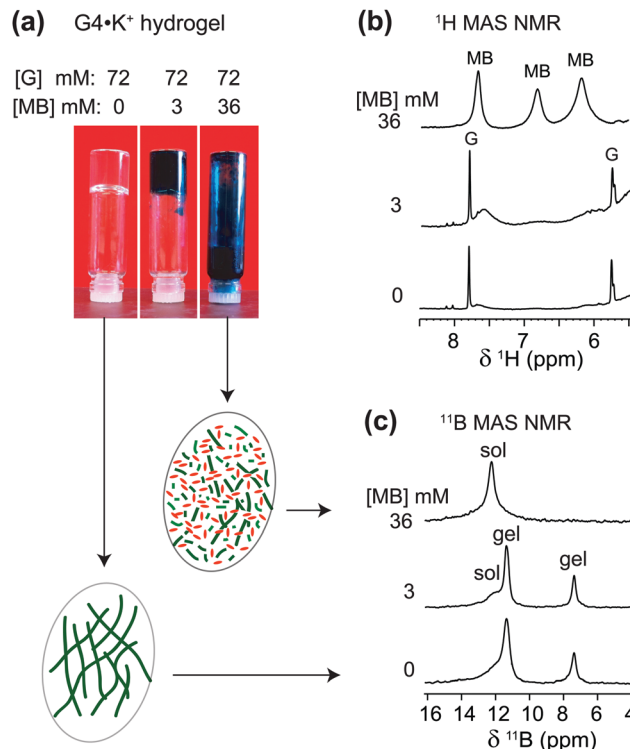 (a) G4•K⁺ hydrogel
[G] mM: 72 72 72
[MB] mM: 0 3 36
(b) ¹H MAS NMR
[MB] mM
36
MB MB MB
3
G G
0
8 7 6
δ ¹H (ppm)
(c) ¹¹B MAS NMR
[MB] mM
36
sol
3
sol gel gel
0
16 14 12 10 8 6 4
δ ¹¹B (ppm)